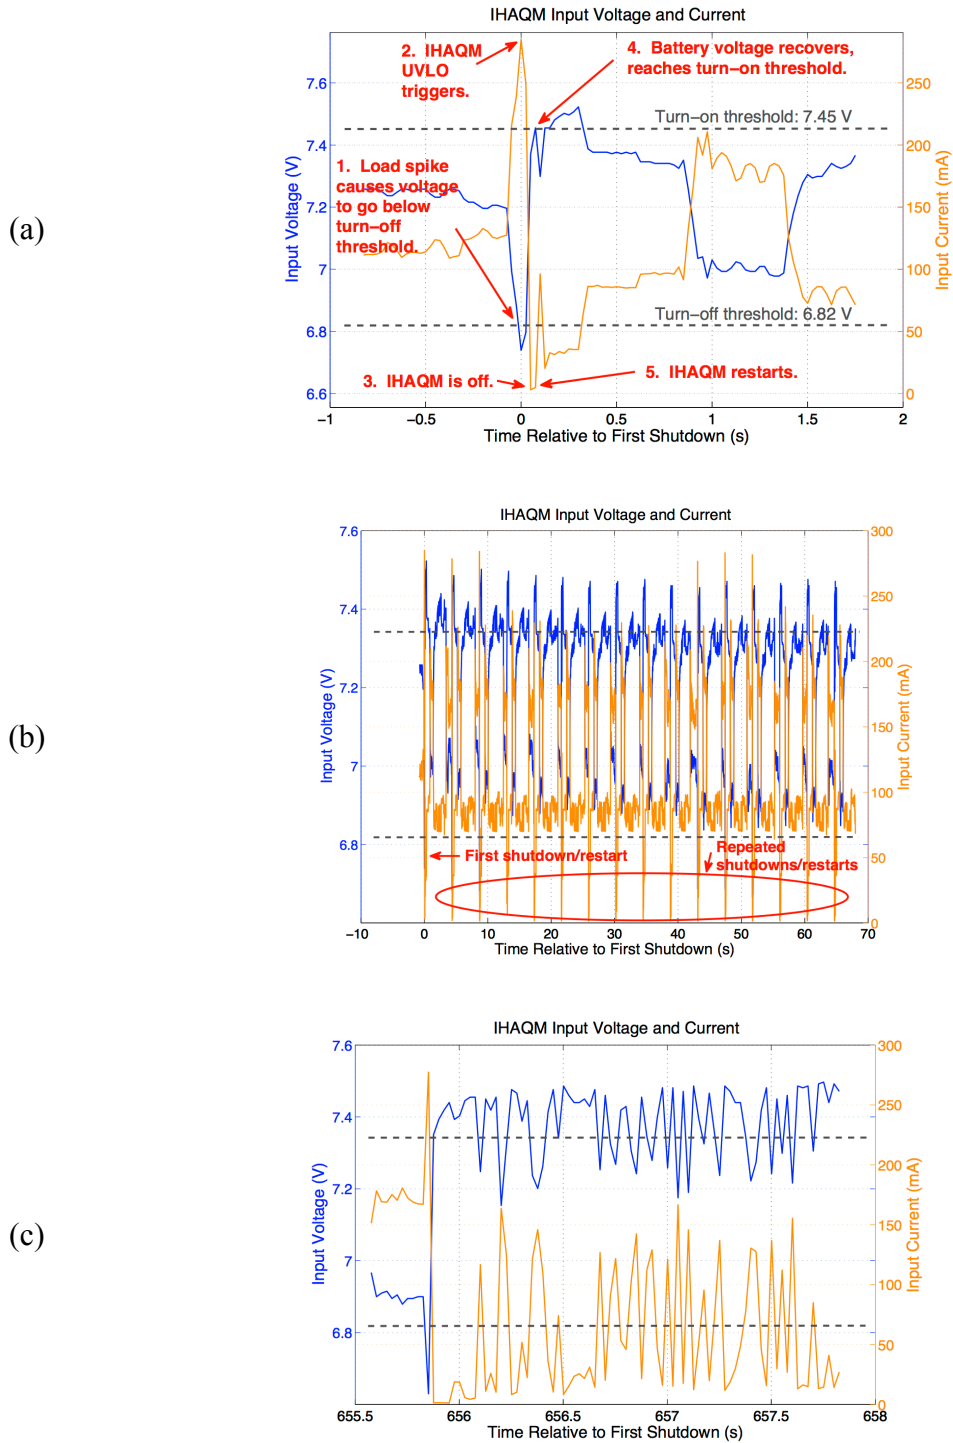 (a)
IHAQM Input Voltage and Current
2. IHAQM
UVLO
triggers.
4. Battery voltage recovers,
reaches turn-on threshold.
1. Load spike
causes voltage
to go below
turn-off
threshold.
Turn-on threshold: 7.45 V
Turn-off threshold: 6.82 V
3. IHAQM is off.
5. IHAQM restarts.
Input Voltage (V)
7.6
7.4
7.2
7
6.8
6.6
Input Current (mA)
250
200
150
100
50
0
-1 -0.5 0 0.5 1 1.5 2
Time Relative to First Shutdown (s)
(b)
IHAQM Input Voltage and Current
Input Voltage (V)
7.6
7.4
7.2
7
6.8
Input Current (mA)
300
250
200
150
100
50
0
First shutdown/restart
Repeated
shutdowns/restarts
-10 0 10 20 30 40 50 60 70
Time Relative to First Shutdown (s)
(c)
IHAQM Input Voltage and Current
Input Voltage (V)
7.6
7.4
7.2
7
6.8
Input Current (mA)
300
250
200
150
100
50
0
655.5 656 656.5 657 657.5 658
Time Relative to First Shutdown (s)